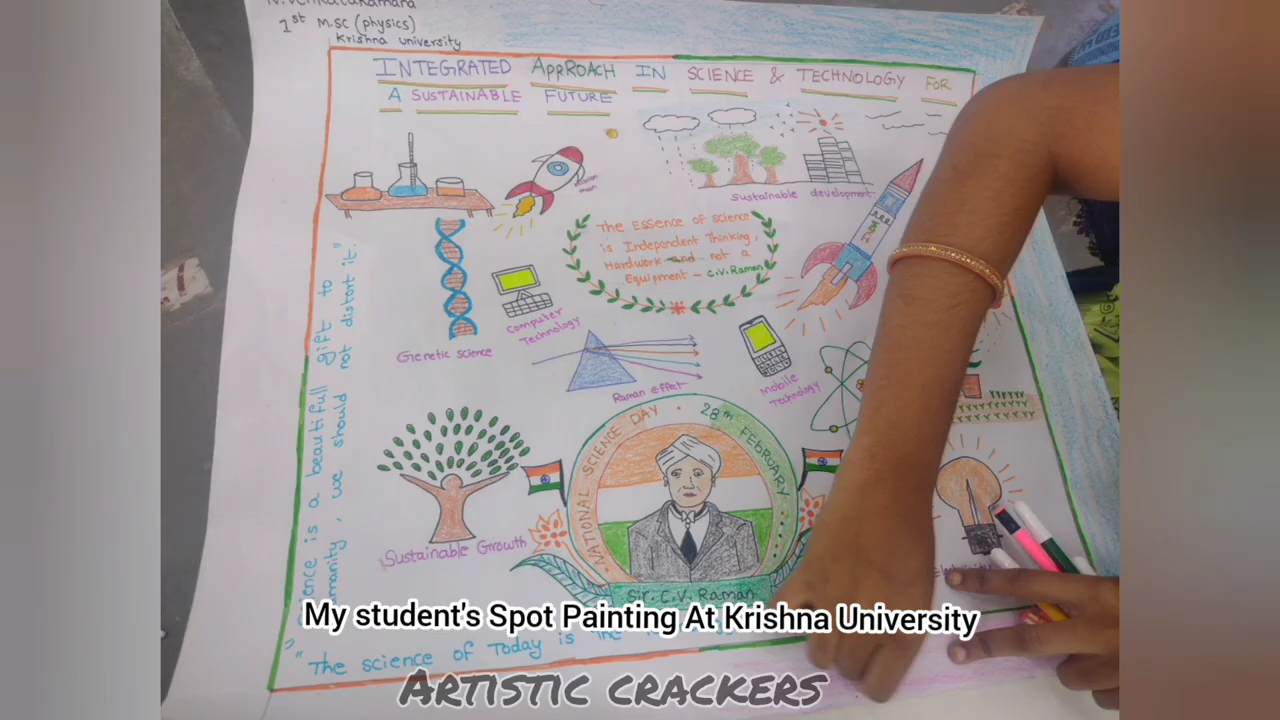 N.Venkataramana
1st M.SC (physics)
Krishna university
INTEGRATED APPROACH IN SCIENCE & TECHNOLOGY FOR
A SUSTAINABLE FUTURE
Sustainable development
The Essence of science
is Independent Thinking,
Hardwork and not a
Equipment - C.V. Raman
Computer
Technology
Genetic science
Raman effect
Mobile
Technology
is a beautifull gift to
we should not distort it"
NATIONAL SCIENCE DAY • 28th FEBRUARY
Sustainable Growth
Sir. C.V. Raman
My student's Spot Painting At Krishna University
"The science of Today is the
ARTISTIC CRACKERS